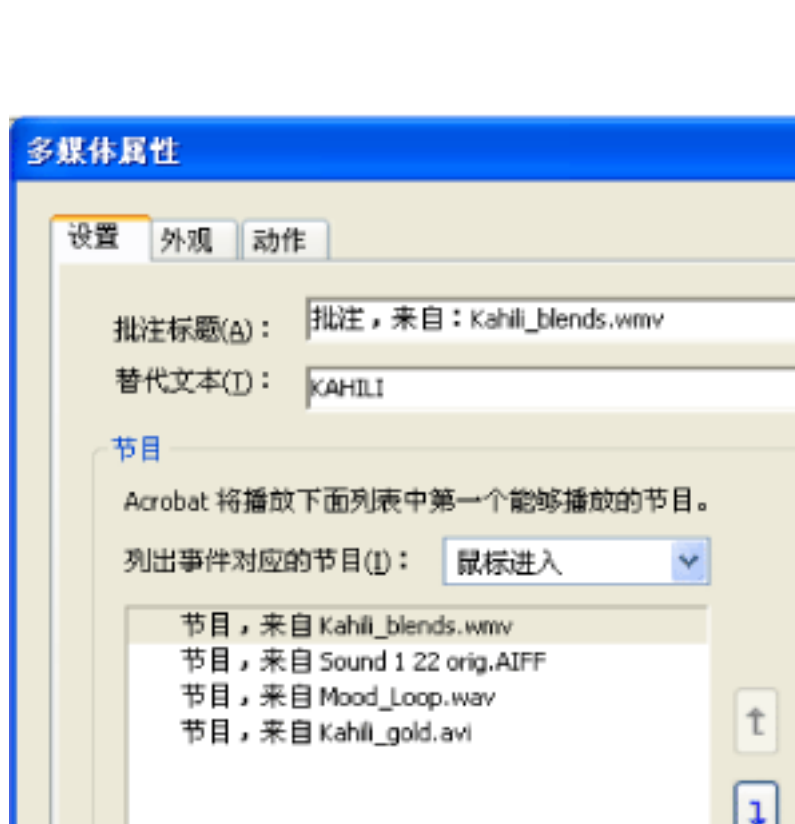 多媒体属性
设置 外观 动作
批注标题(A)： 批注，来自：Kahili_blends.wmv
替代文本(T)： KAHILI
节目
Acrobat 将播放下面列表中第一个能够播放的节目。
列出事件对应的节目(I)： 鼠标进入
节目，来自 Kahili_blends.wmv
节目，来自 Sound 1 22 orig.AIFF
节目，来自 Mood_Loop.wav
节目，来自 Kahili_gold.avi